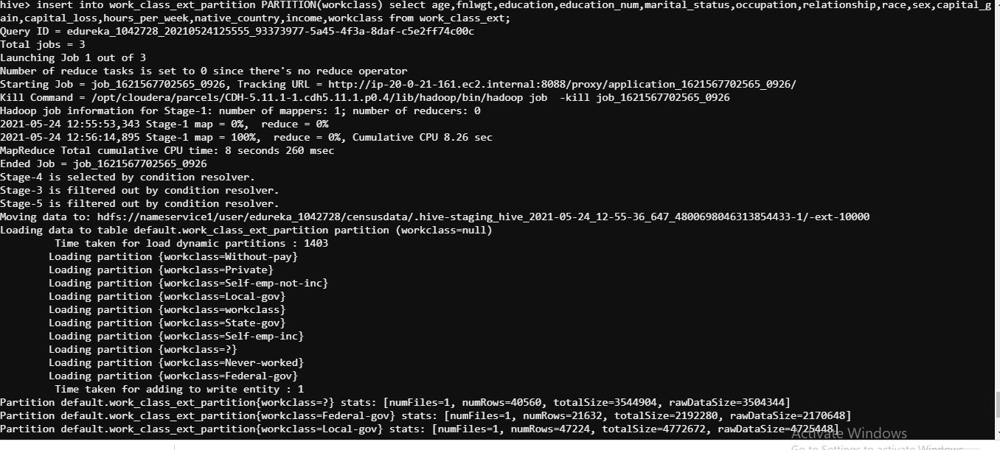 hive> insert into work_class_ext_partition PARTITION(workclass) select age,fnlwgt,education,education_num,marital_status,occupation,relationship,race,sex,capital_g
ain,capital_loss,hours_per_week,native_country,income,workclass from work_class_ext;
Query ID = edureka_1042728_20210524125555_93373977-5a45-4f3a-8daf-c5e2ff74c00c
Total jobs = 3
Launching Job 1 out of 3
Number of reduce tasks is set to 0 since there's no reduce operator
Starting Job = job_1621567702565_0926, Tracking URL = http://ip-20-0-21-161.ec2.internal:8088/proxy/application_1621567702565_0926/
Kill Command = /opt/cloudera/parcels/CDH-5.11.1-1.cdh5.11.1.p0.4/lib/hadoop/bin/hadoop job  -kill job_1621567702565_0926
Hadoop job information for Stage-1: number of mappers: 1; number of reducers: 0
2021-05-24 12:55:53,343 Stage-1 map = 0%,  reduce = 0%
2021-05-24 12:56:14,895 Stage-1 map = 100%,  reduce = 0%, Cumulative CPU 8.26 sec
MapReduce Total cumulative CPU time: 8 seconds 260 msec
Ended Job = job_1621567702565_0926
Stage-4 is selected by condition resolver.
Stage-3 is filtered out by condition resolver.
Stage-5 is filtered out by condition resolver.
Moving data to: hdfs://nameservice1/user/edureka_1042728/censusdata/.hive-staging_hive_2021-05-24_12-55-36_647_4800698046313854433-1/-ext-10000
Loading data to table default.work_class_ext_partition partition (workclass=null)
Time taken for load dynamic partitions : 1403
Loading partition {workclass=Without-pay}
Loading partition {workclass=Private}
Loading partition {workclass=Self-emp-not-inc}
Loading partition {workclass=Local-gov}
Loading partition {workclass=workclass}
Loading partition {workclass=State-gov}
Loading partition {workclass=Self-emp-inc}
Loading partition {workclass=?}
Loading partition {workclass=Never-worked}
Loading partition {workclass=Federal-gov}
Time taken for adding to write entity : 1
Partition default.work_class_ext_partition{workclass=?} stats: [numFiles=1, numRows=40560, totalSize=3544904, rawDataSize=3504344]
Partition default.work_class_ext_partition{workclass=Federal-gov} stats: [numFiles=1, numRows=21632, totalSize=2192280, rawDataSize=2170648]
Partition default.work_class_ext_partition{workclass=Local-gov} stats: [numFiles=1, numRows=47224, totalSize=4772672, rawDataSize=4725448]
Activate Windows
Go to Settings to activate Windows